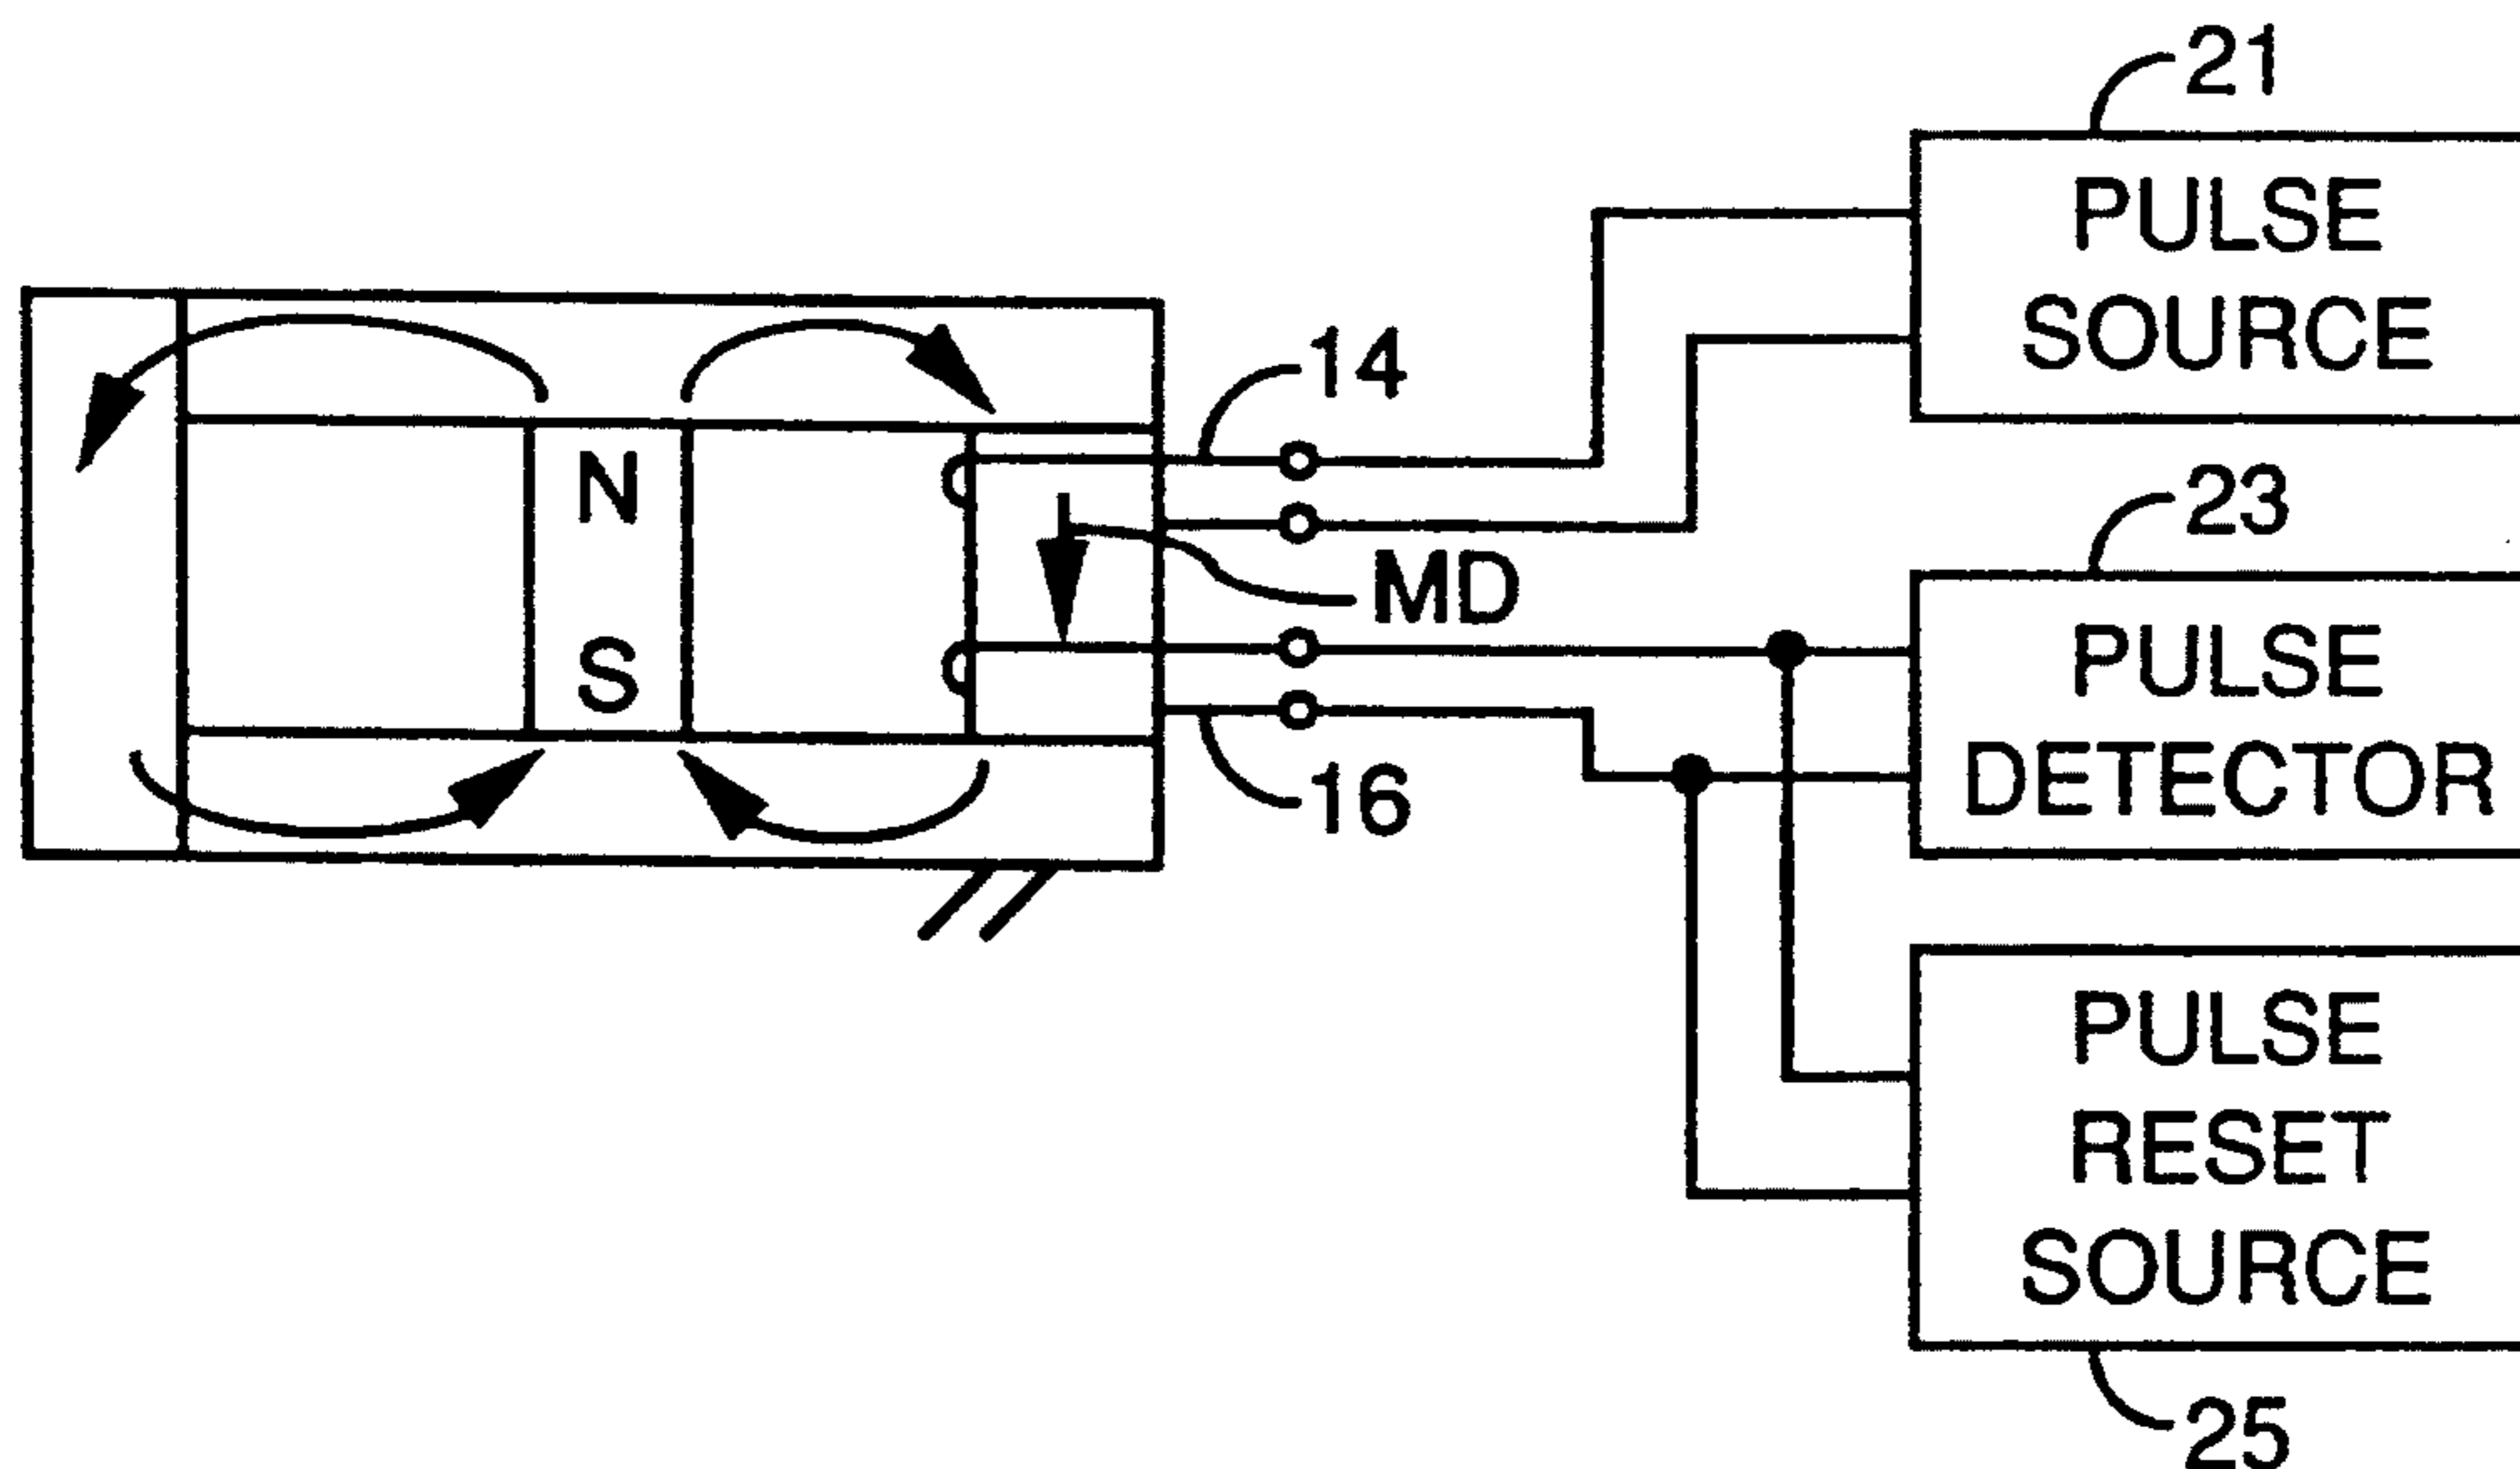 21
PULSE
SOURCE
14
N
S
MD
23
PULSE
DETECTOR
16
PULSE
RESET
SOURCE
25